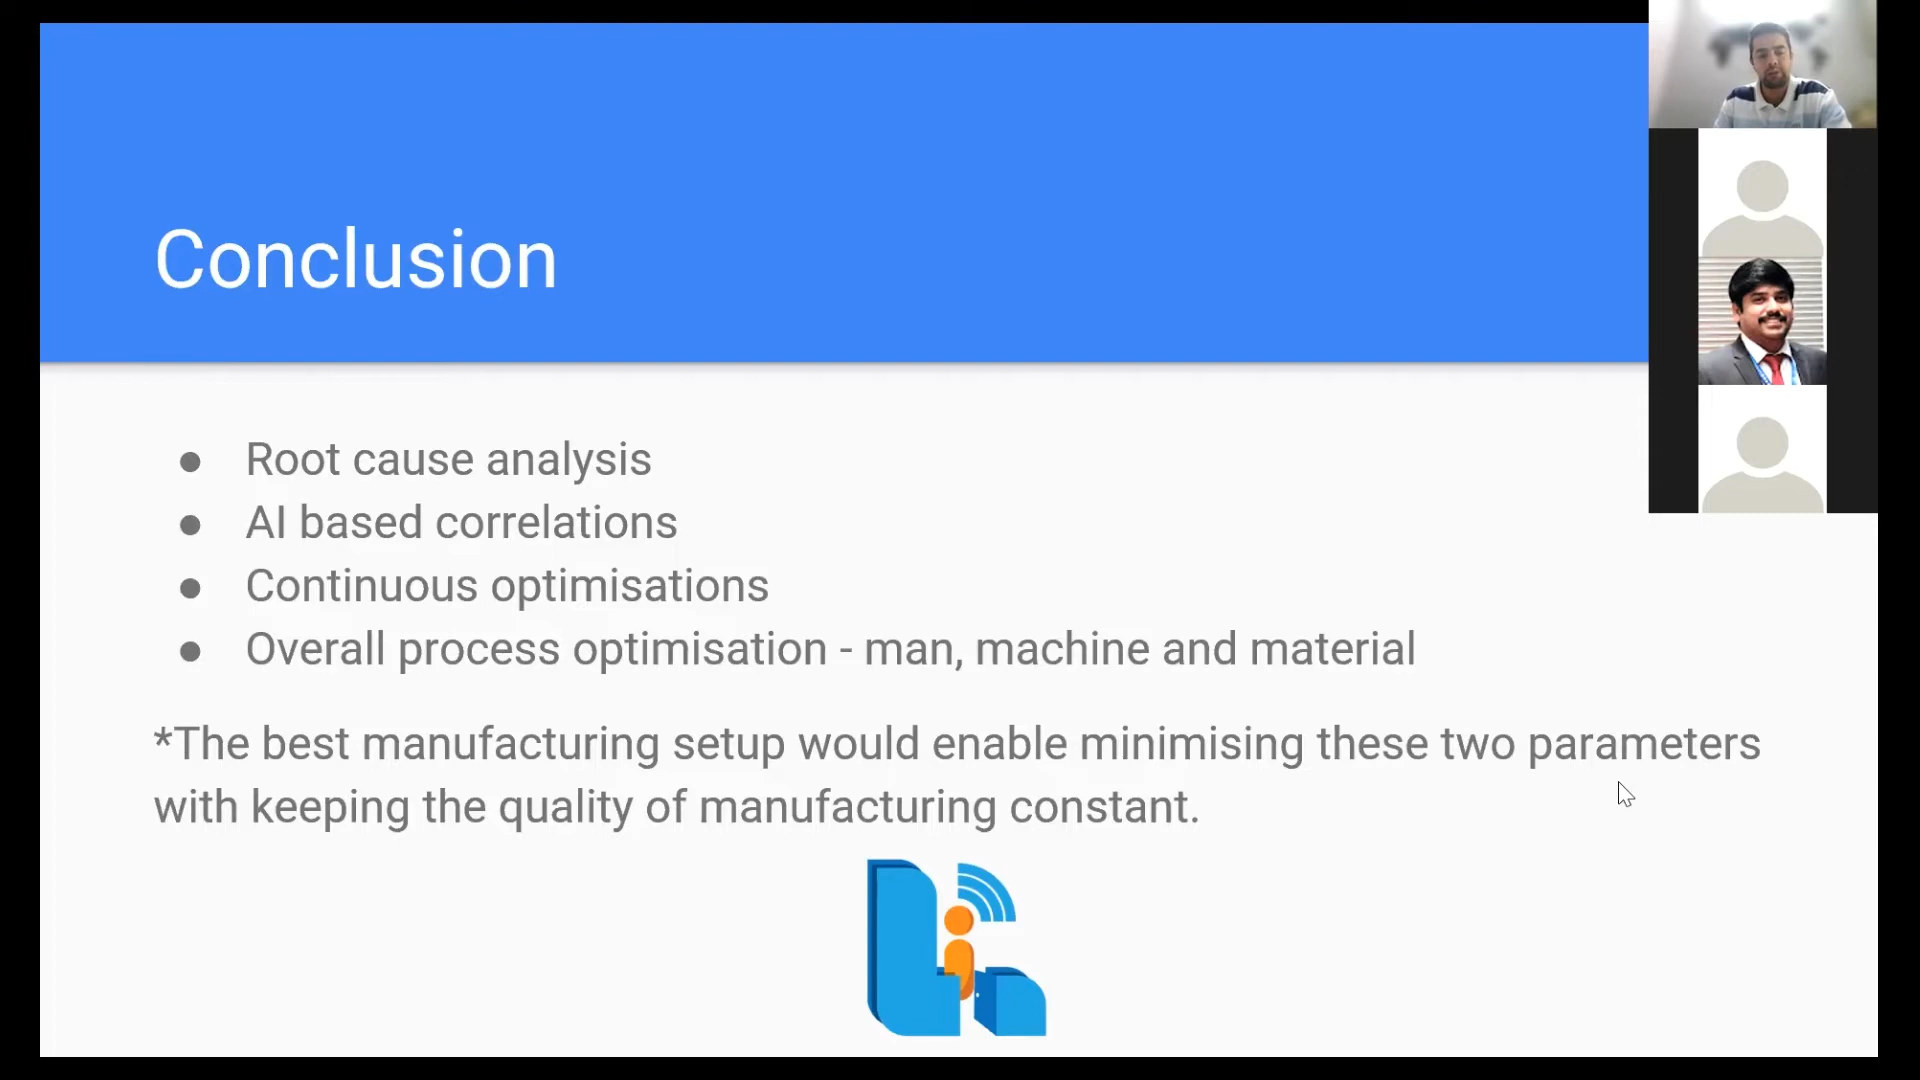 Conclusion
● Root cause analysis
● AI based correlations
● Continuous optimisations
● Overall process optimisation - man, machine and material
*The best manufacturing setup would enable minimising these two parameters
with keeping the quality of manufacturing constant.